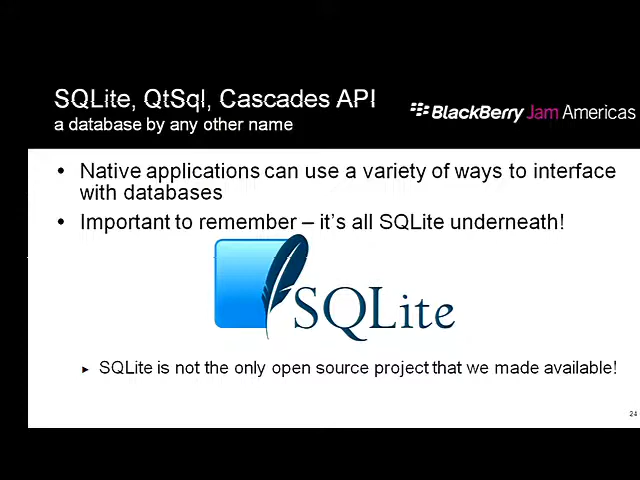 SQLite, QtSql, Cascades API
a database by any other name
BlackBerry Jam Americas
• Native applications can use a variety of ways to interface
with databases
• Important to remember – it's all SQLite underneath!
SQLite
► SQLite is not the only open source project that we made available!
24